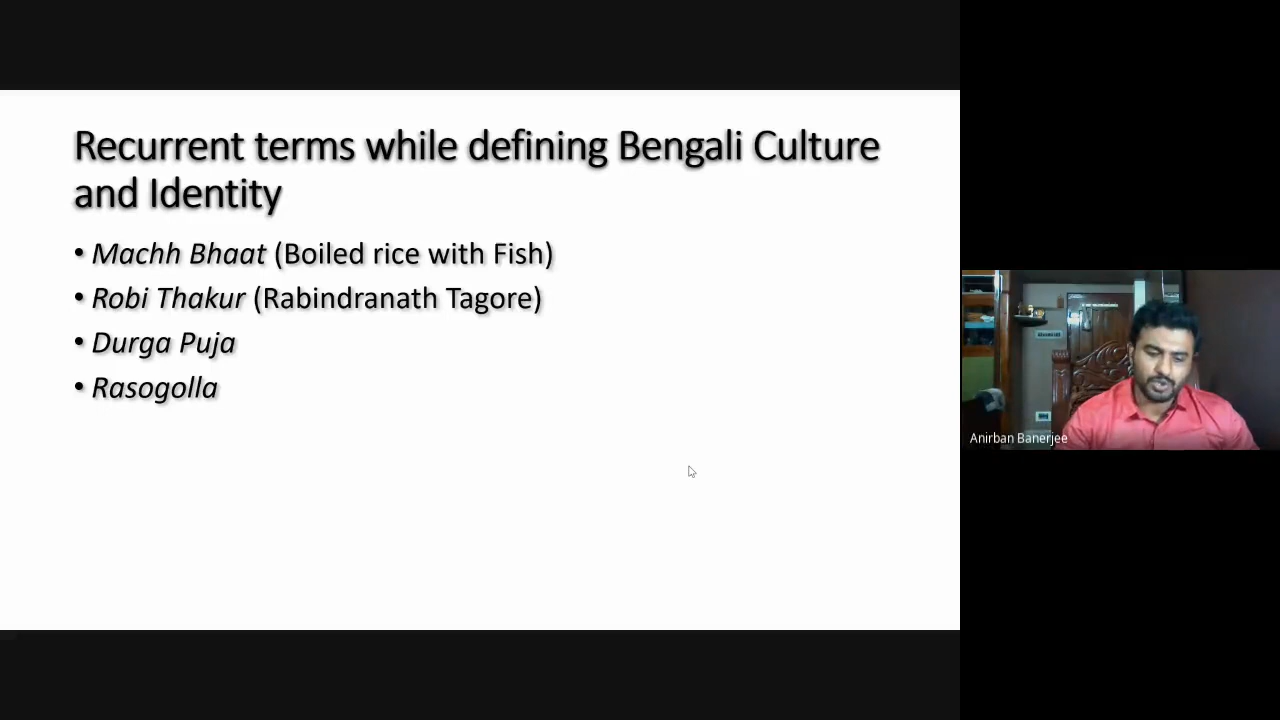 Recurrent terms while defining Bengali Culture
and Identity
• Machh Bhaat (Boiled rice with Fish)
• Robi Thakur (Rabindranath Tagore)
• Durga Puja
• Rasogolla
Anirban Banerjee